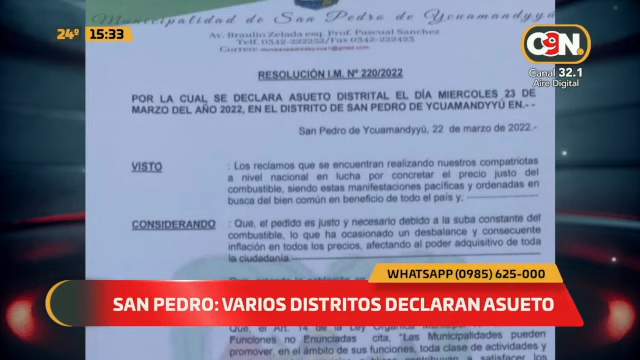 24º 15:33
C9N
Canal 32.1
Aire Digital
Municipalidad de San Pedro de Ycuamandyyú
Av. Braulio Zelada esq. Prof. Pascual Sanchez
Telf. 0342-222252/Fax 0342-222423
Correo:
RESOLUCIÓN I.M. Nº 220/2022
POR LA CUAL SE DECLARA ASUETO DISTRITAL EL DÍA MIERCOLES 23 DE
MARZO DEL AÑO 2022, EN EL DISTRITO DE SAN PEDRO DE YCUAMANDYYÚ EN.- -
San Pedro de Ycuamandyyú, 22 de marzo de 2022.-
VISTO : Los reclamos que se encuentran realizando nuestros compatriotas
a nivel nacional en lucha por concretar el precio justo del
combustible, siendo estas manifestaciones pacíficas y ordenadas en
busca del bien común en beneficio de todo el país y;
CONSIDERANDO : Que, el pedido es justo y necesario debido a la suba constante del
combustible, lo que ha ocasionado un desbalance y consecuente
inflación en todos los precios, afectando al poder adquisitivo de toda
la ciudadanía.
WHATSAPP (0985) 625-000
SAN PEDRO: VARIOS DISTRITOS DECLARAN ASUETO
Que, el Art. 14 de la Ley Orgánica
Funciones no Enunciadas cita, "Las Municipalidades pueden
promover, en el ámbito de sus funciones, toda clase de actividades y